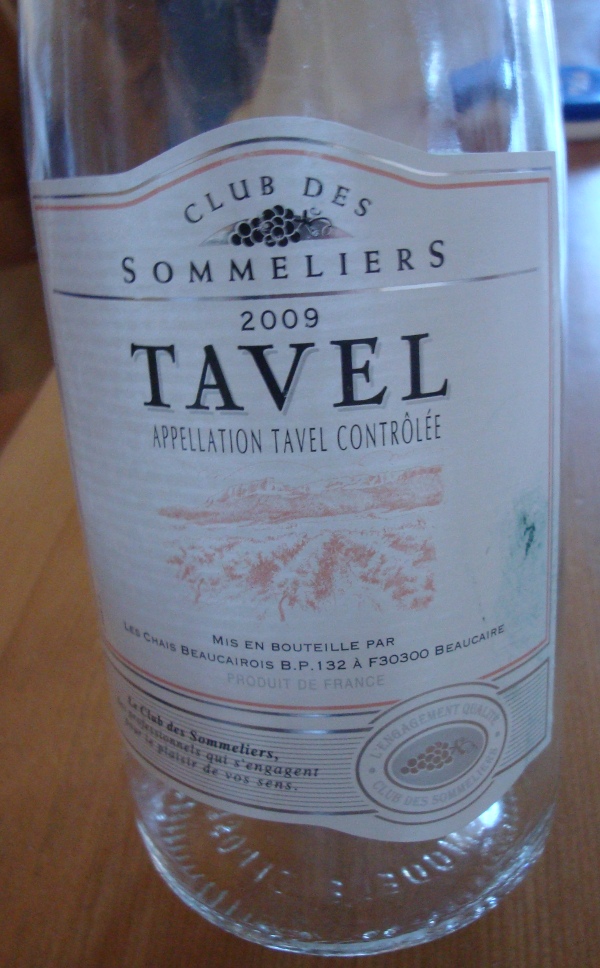 CLUB DES
SOMMELIERS
2009
TAVEL
APPELLATION TAVEL CONTRÔLÉE
MIS EN BOUTEILLE PAR
LES CHAIS BEAUCAIROIS B.P.132 À F30300 BEAUCAIRE
PRODUIT DE FRANCE
Le Club des Sommeliers,
des professionnels qui s'engagent
pour le plaisir de vos sens.
L'ENGAGEMENT QUALITÉ
CLUB DES SOMMELIERS